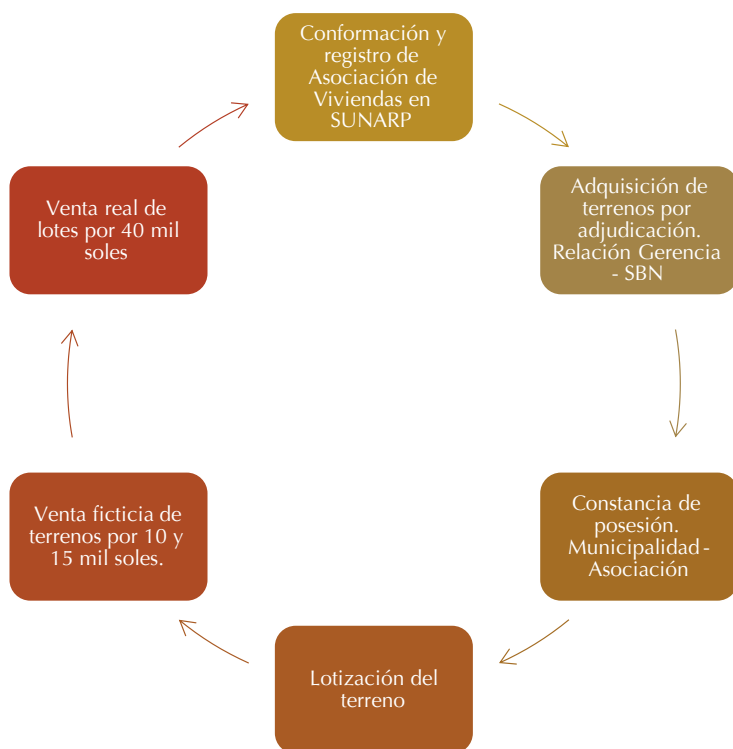 Conformación y
registro de
Asociación de
Viviendas en
SUNARP
Adquisición de
terrenos por
adjudicación.
Relación Gerencia
- SBN
Constancia de
posesión.
Municipalidad -
Asociación
Lotización del
terreno
Venta ficticia de
terrenos por 10 y
15 mil soles.
Venta real de
lotes por 40 mil
soles